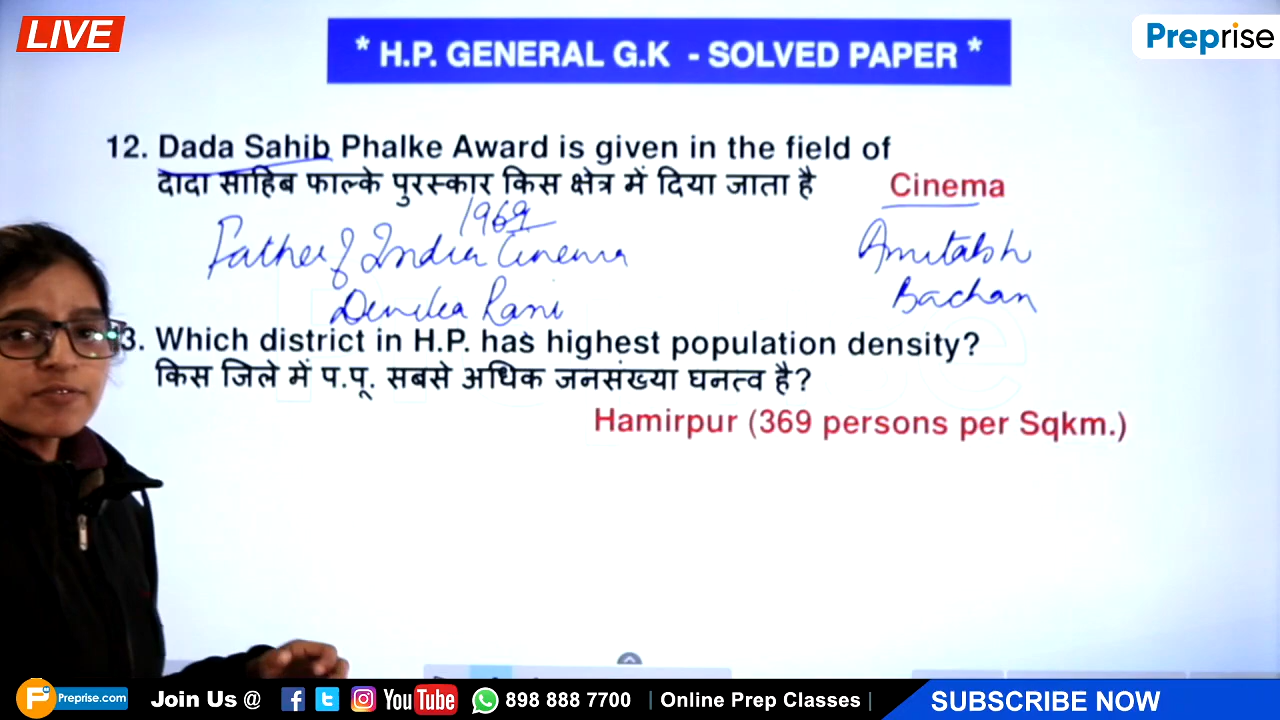 LIVE
* H.P. GENERAL G.K - SOLVED PAPER *
Preprise
12. Dada Sahib Phalke Award is given in the field of
दादा साहिब फाल्के पुरस्कार किस क्षेत्र में दिया जाता है
Cinema
1969
Father of India Cinema
Devika Rani
Amitabh
Bachan
3. Which district in H.P. has highest population density?
किस जिले में प.पू. सबसे अधिक जनसंख्या घनत्व है?
Hamirpur (369 persons per Sqkm.)
Preprise.com
Join Us @
YouTube
898 888 7700
Online Prep Classes
SUBSCRIBE NOW